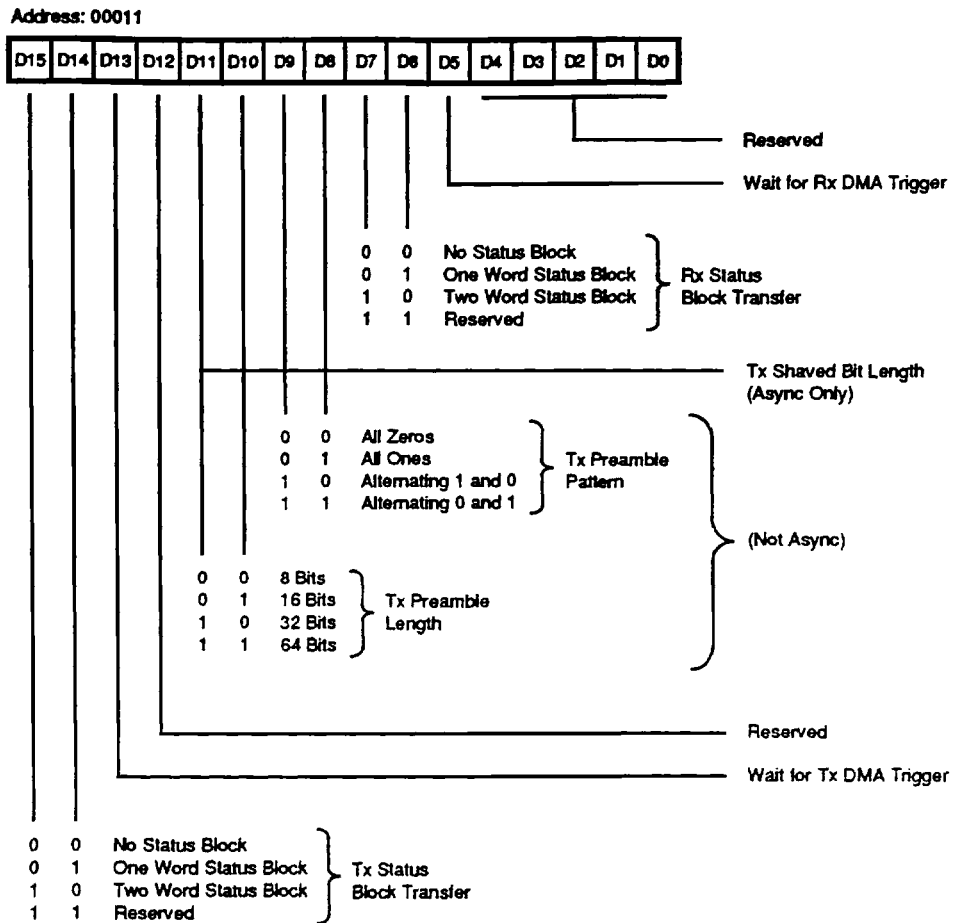 Address: 00011
D15 D14 D13 D12 D11 D10 D9 D8 D7 D6 D5 D4 D3 D2 D1 D0
Reserved
Wait for Rx DMA Trigger
0 0 No Status Block
0 1 One Word Status Block
1 0 Two Word Status Block
1 1 Reserved
Rx Status
Block Transfer
Tx Shaved Bit Length
(Async Only)
0 0 All Zeros
0 1 All Ones
1 0 Alternating 1 and 0
1 1 Alternating 0 and 1
Tx Preamble
Pattern
(Not Async)
0 0 8 Bits
0 1 16 Bits
1 0 32 Bits
1 1 64 Bits
Tx Preamble
Length
Reserved
Wait for Tx DMA Trigger
0 0 No Status Block
0 1 One Word Status Block
1 0 Two Word Status Block
1 1 Reserved
Tx Status
Block Transfer